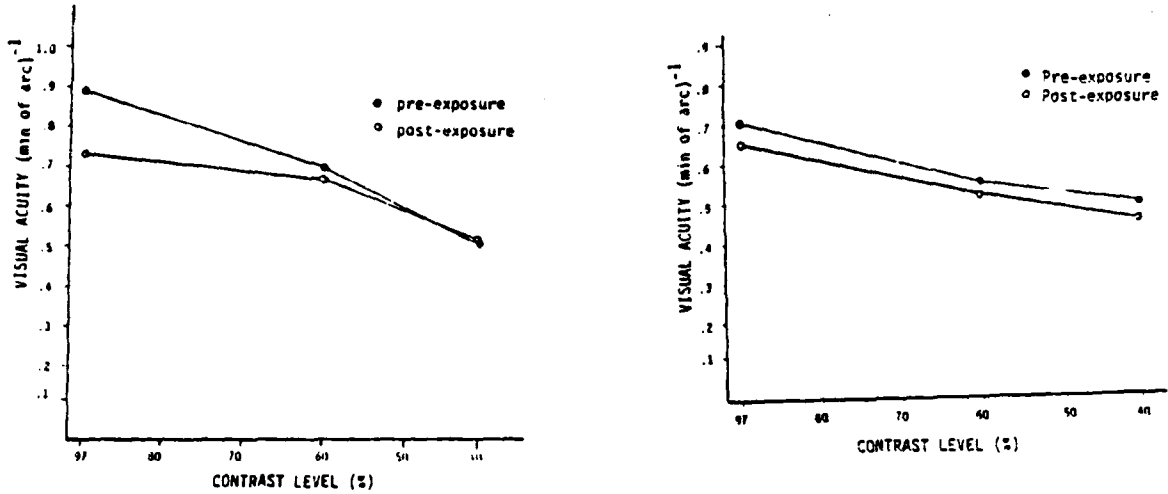 VISUAL ACUITY (min of arc)-1
1.0
.9
.8
.7
.6
.5
.4
.3
.2
.1
pre-exposure
post-exposure
97 80 70 60 50
CONTRAST LEVEL (%)
VISUAL ACUITY (min of arc)-1
.9
.8
.7
.6
.5
.4
.3
.2
.1
Pre-exposure
Post-exposure
97 80 70 60 50 40
CONTRAST LEVEL (%)